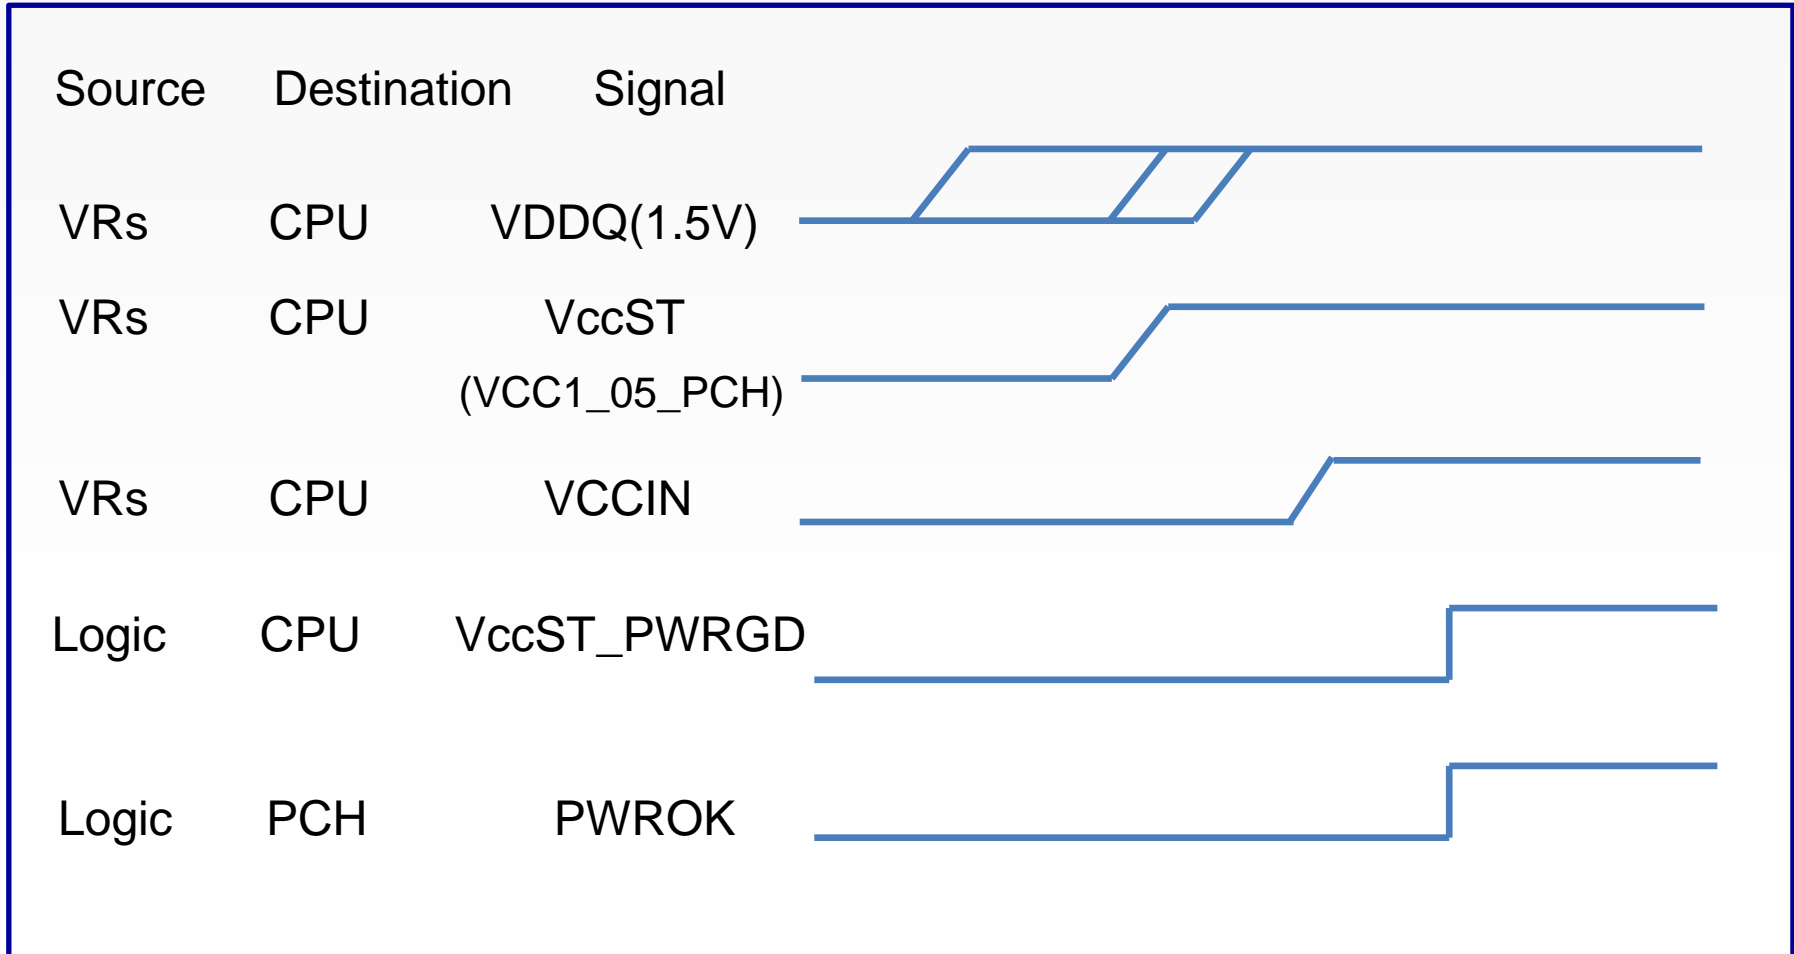 Source Destination Signal
VRs CPU VDDQ(1.5V)
VRs CPU VccST
(VCC1_05_PCH)
VRs CPU VCCIN
Logic CPU VccST_PWRGD
Logic PCH PWROK